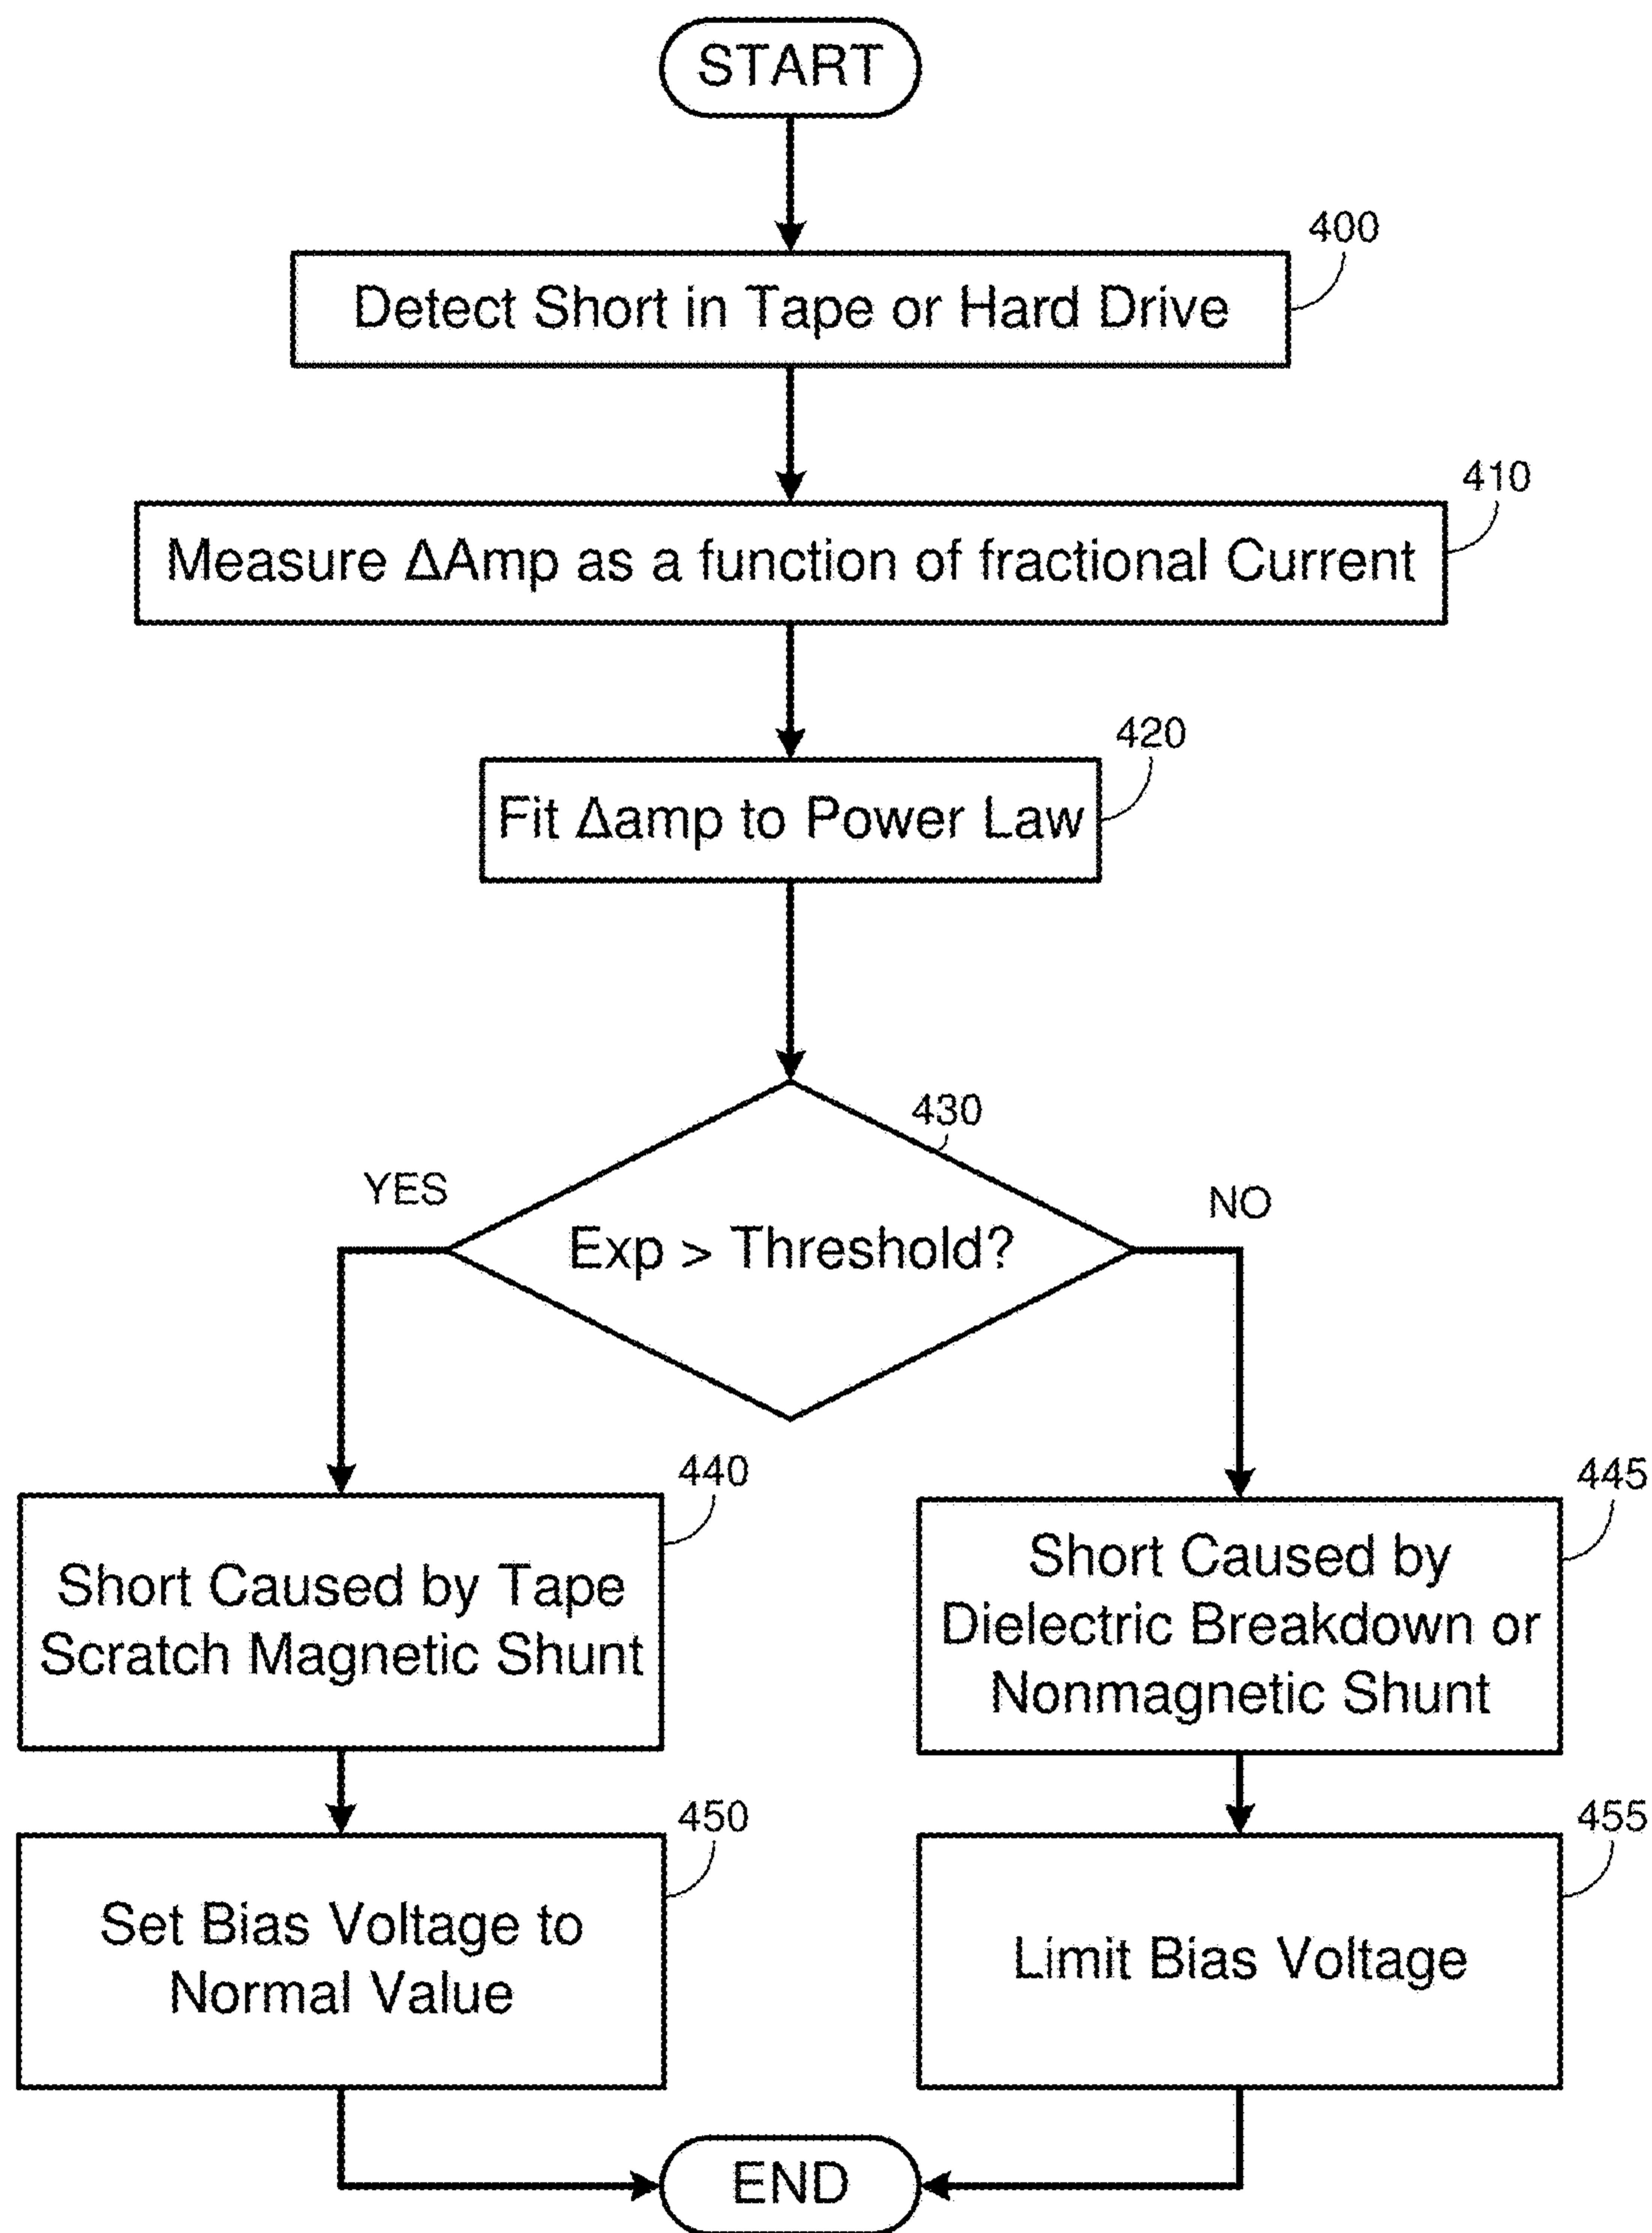 START
400
Detect Short in Tape or Hard Drive
410
Measure ΔAmp as a function of fractional Current
420
Fit Δamp to Power Law
430
YES
NO
Exp > Threshold?
440
445
Short Caused by Tape
Scratch Magnetic Shunt
Short Caused by
Dielectric Breakdown or
Nonmagnetic Shunt
450
455
Set Bias Voltage to
Normal Value
Limit Bias Voltage
END